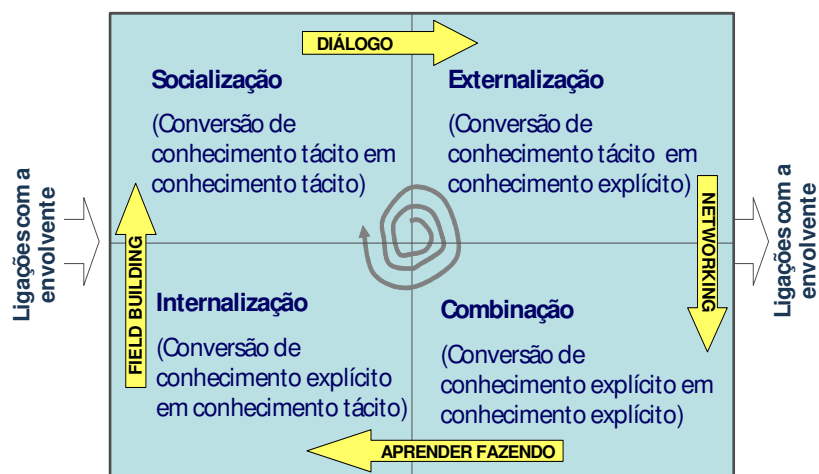 DIÁLOGO
Socialização
(Conversão de
conhecimento tácito em
conhecimento tácito)
Externalização
(Conversão de
conhecimento tácito em
conhecimento explícito)
Ligações com a
envolvente
FIELD BUILDING
NETWORKING
Ligações com a
envolvente
Internalização
(Conversão de
conhecimento explícito
em conhecimento tácito)
Combinação
(Conversão de
conhecimento explícito em
conhecimento explícito)
APRENDER FAZENDO